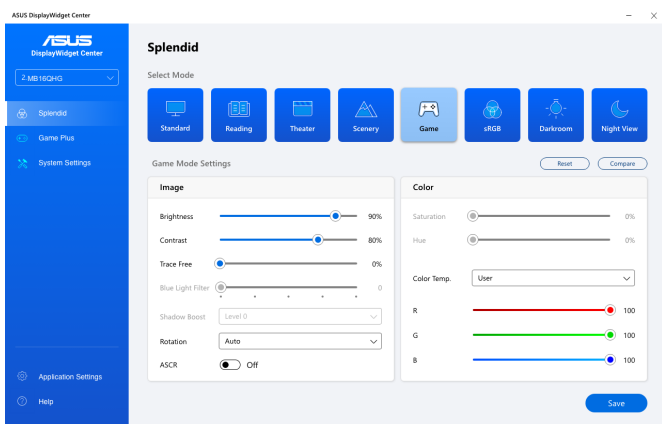 ASUS DisplayWidget Center
ASUS
DisplayWidget Center
2.MB16QHG
Splendid
Game Plus
System Settings
Application Settings
Help
Splendid
Select Mode
Standard
Reading
Theater
Scenery
Game
sRGB
Darkroom
Night View
Game Mode Settings
Reset
Compare
Image
Brightness 90%
Contrast 80%
Trace Free 0%
Blue Light Filter 0
Shadow Boost Level 0
Rotation Auto
ASCR Off
Color
Saturation 0%
Hue 0%
Color Temp. User
R 100
G 100
B 100
Save